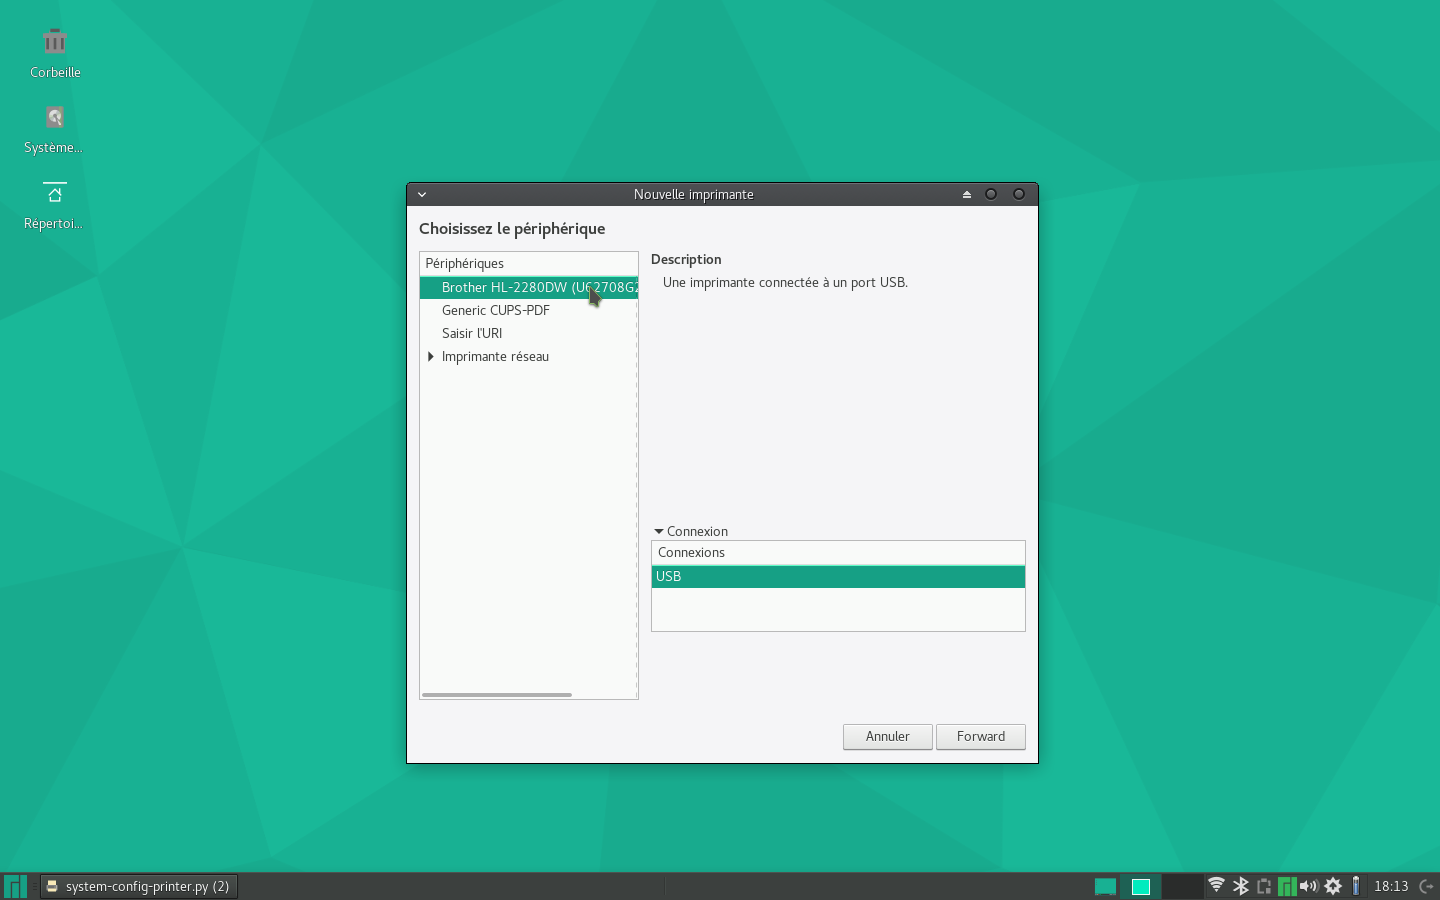 Corbeille
Système...
Répertoi...
Nouvelle imprimante
Choisissez le périphérique
Périphériques
Brother HL-2280DW (U62708G2
Generic CUPS-PDF
Saisir l'URI
Imprimante réseau
Description
Une imprimante connectée à un port USB.
Connexion
Connexions
USB
Annuler
Forward
system-config-printer.py (2)
18:13